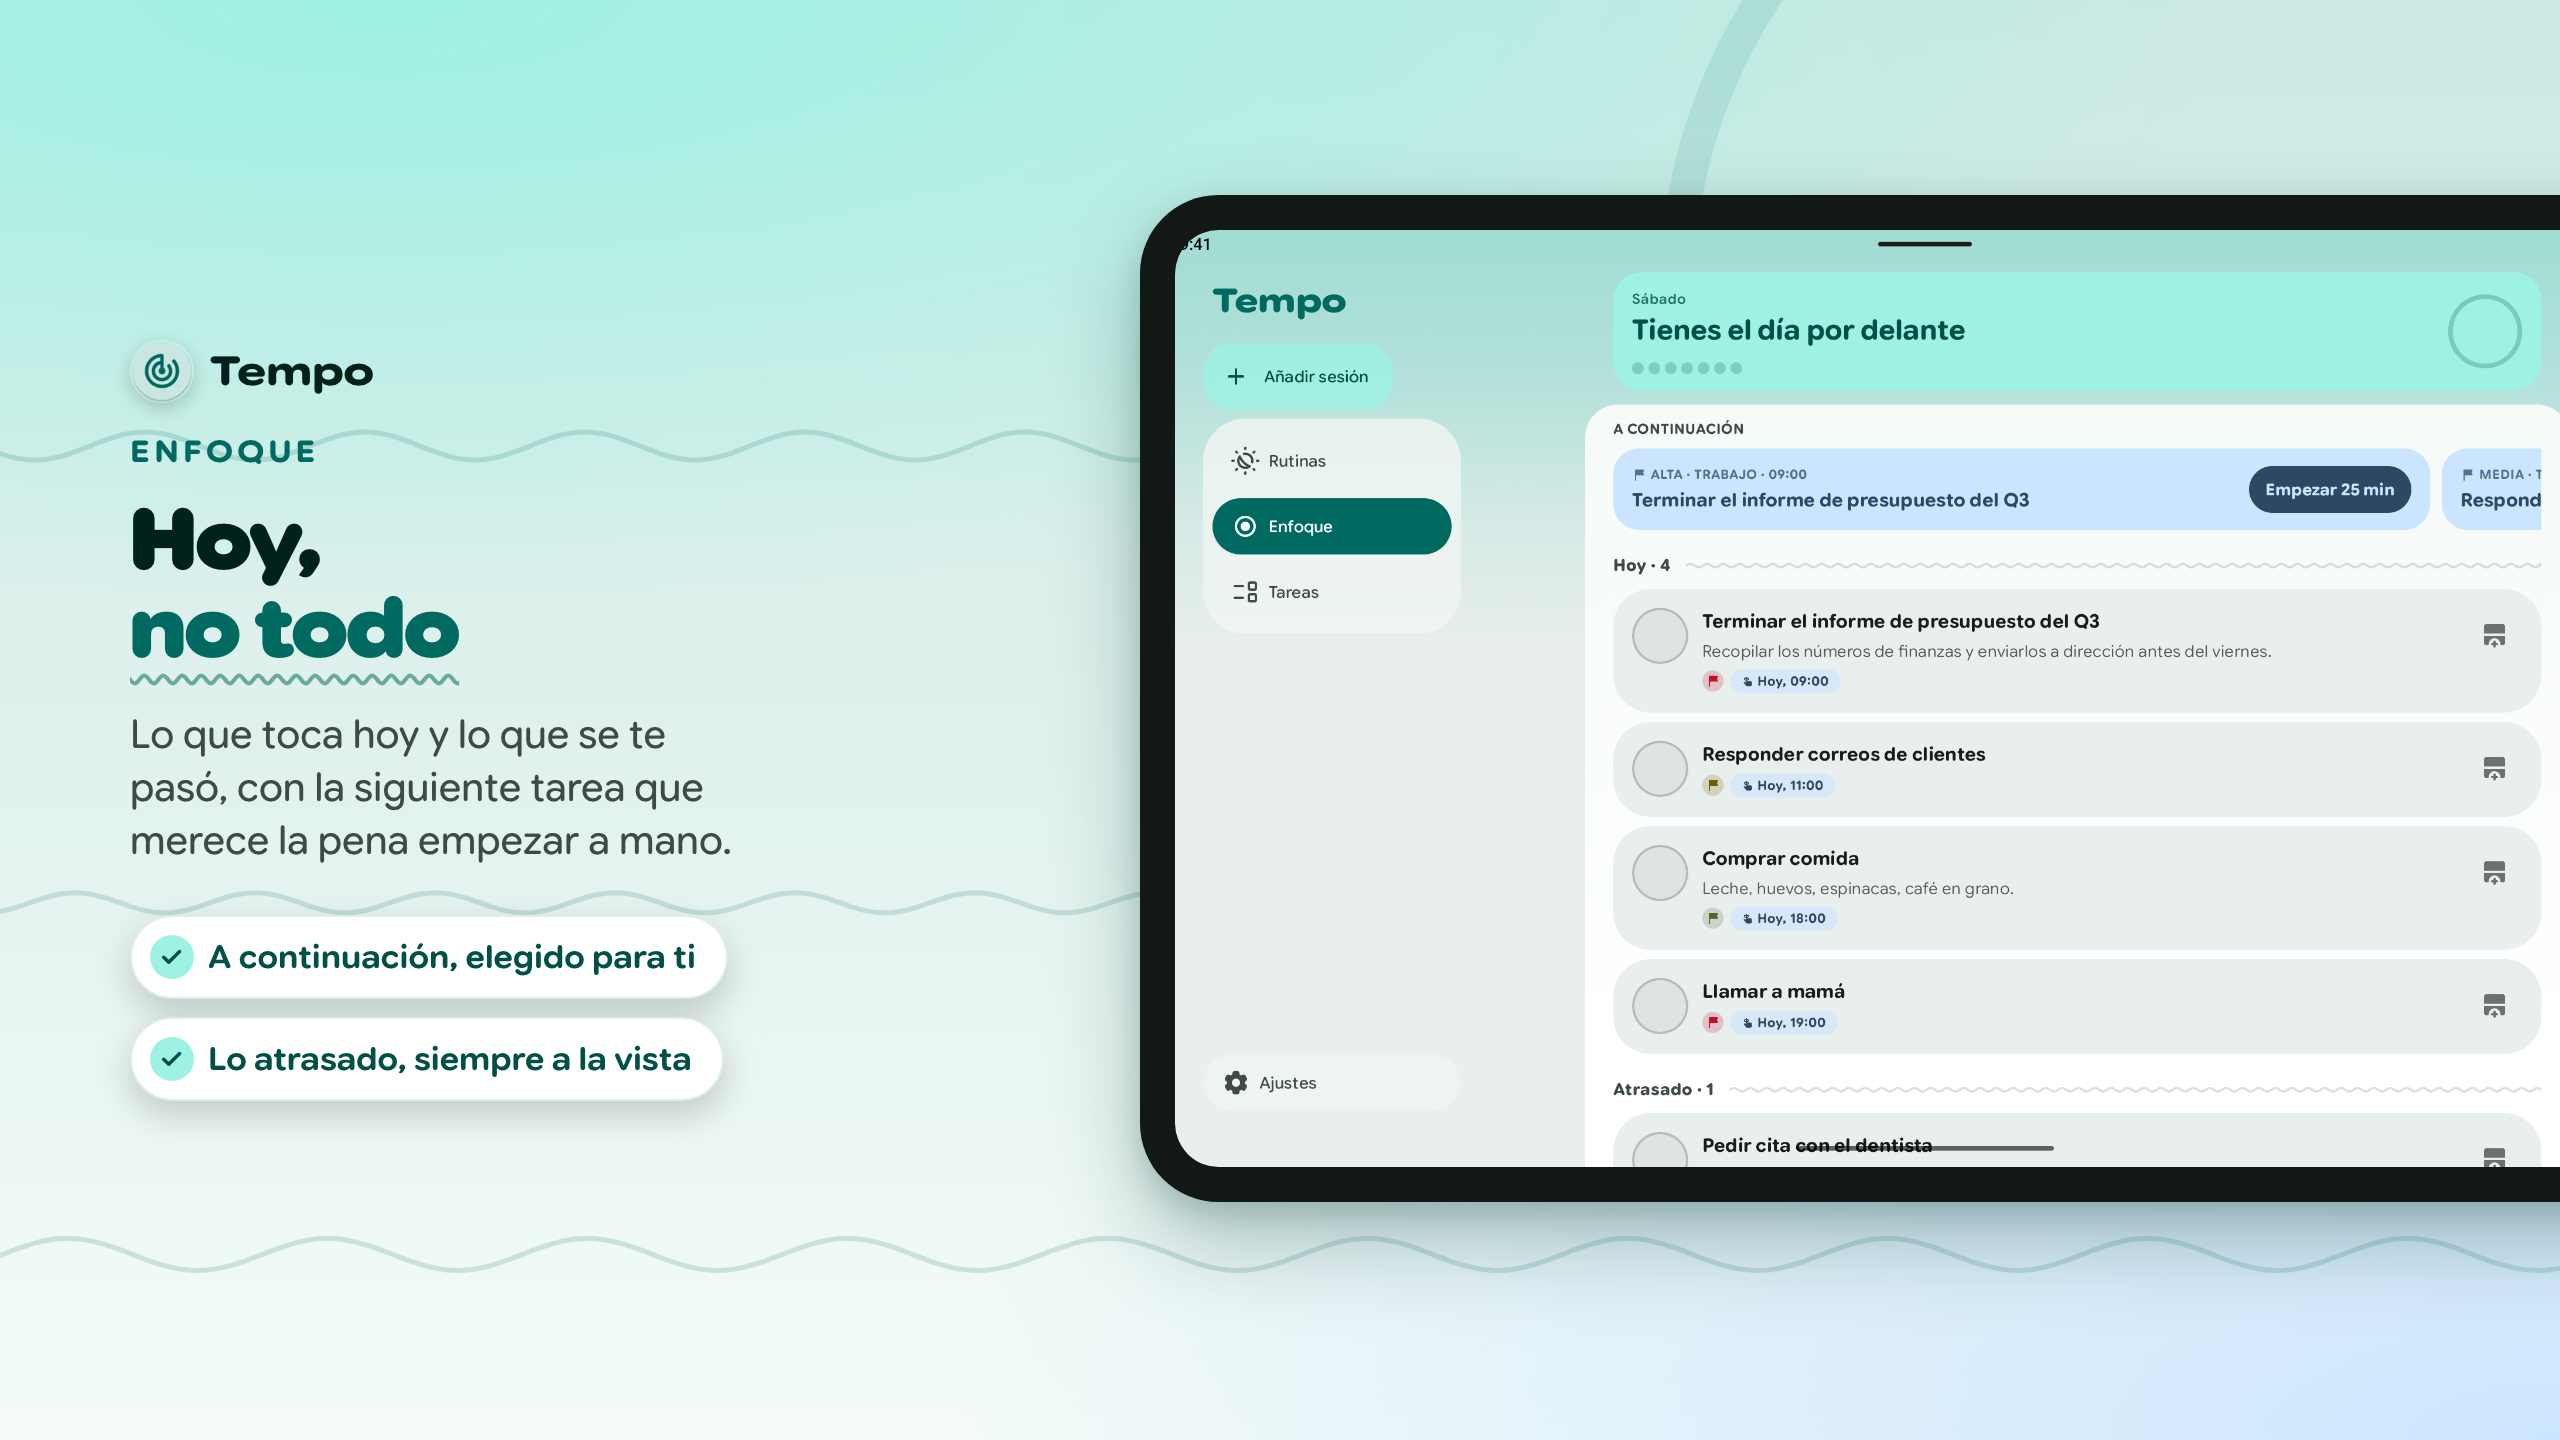 Tempo
ENFOQUE
Hoy,
no todo
Lo que toca hoy y lo que se te
pasó, con la siguiente tarea que
merece la pena empezar a mano.
A continuación, elegido para ti
Lo atrasado, siempre a la vista
:41
Tempo
Añadir sesión
Rutinas
Enfoque
Tareas
Ajustes
Sábado
Tienes el día por delante
A CONTINUACIÓN
ALTA · TRABAJO · 09:00
Terminar el informe de presupuesto del Q3
Empezar 25 min
MEDIA ·
Respond
Hoy · 4
Terminar el informe de presupuesto del Q3
Recopilar los números de finanzas y enviarlos a dirección antes del viernes.
Hoy, 09:00
Responder correos de clientes
Hoy, 11:00
Comprar comida
Leche, huevos, espinacas, café en grano.
Hoy, 18:00
Llamar a mamá
Hoy, 19:00
Atrasado · 1
Pedir cita con el dentista